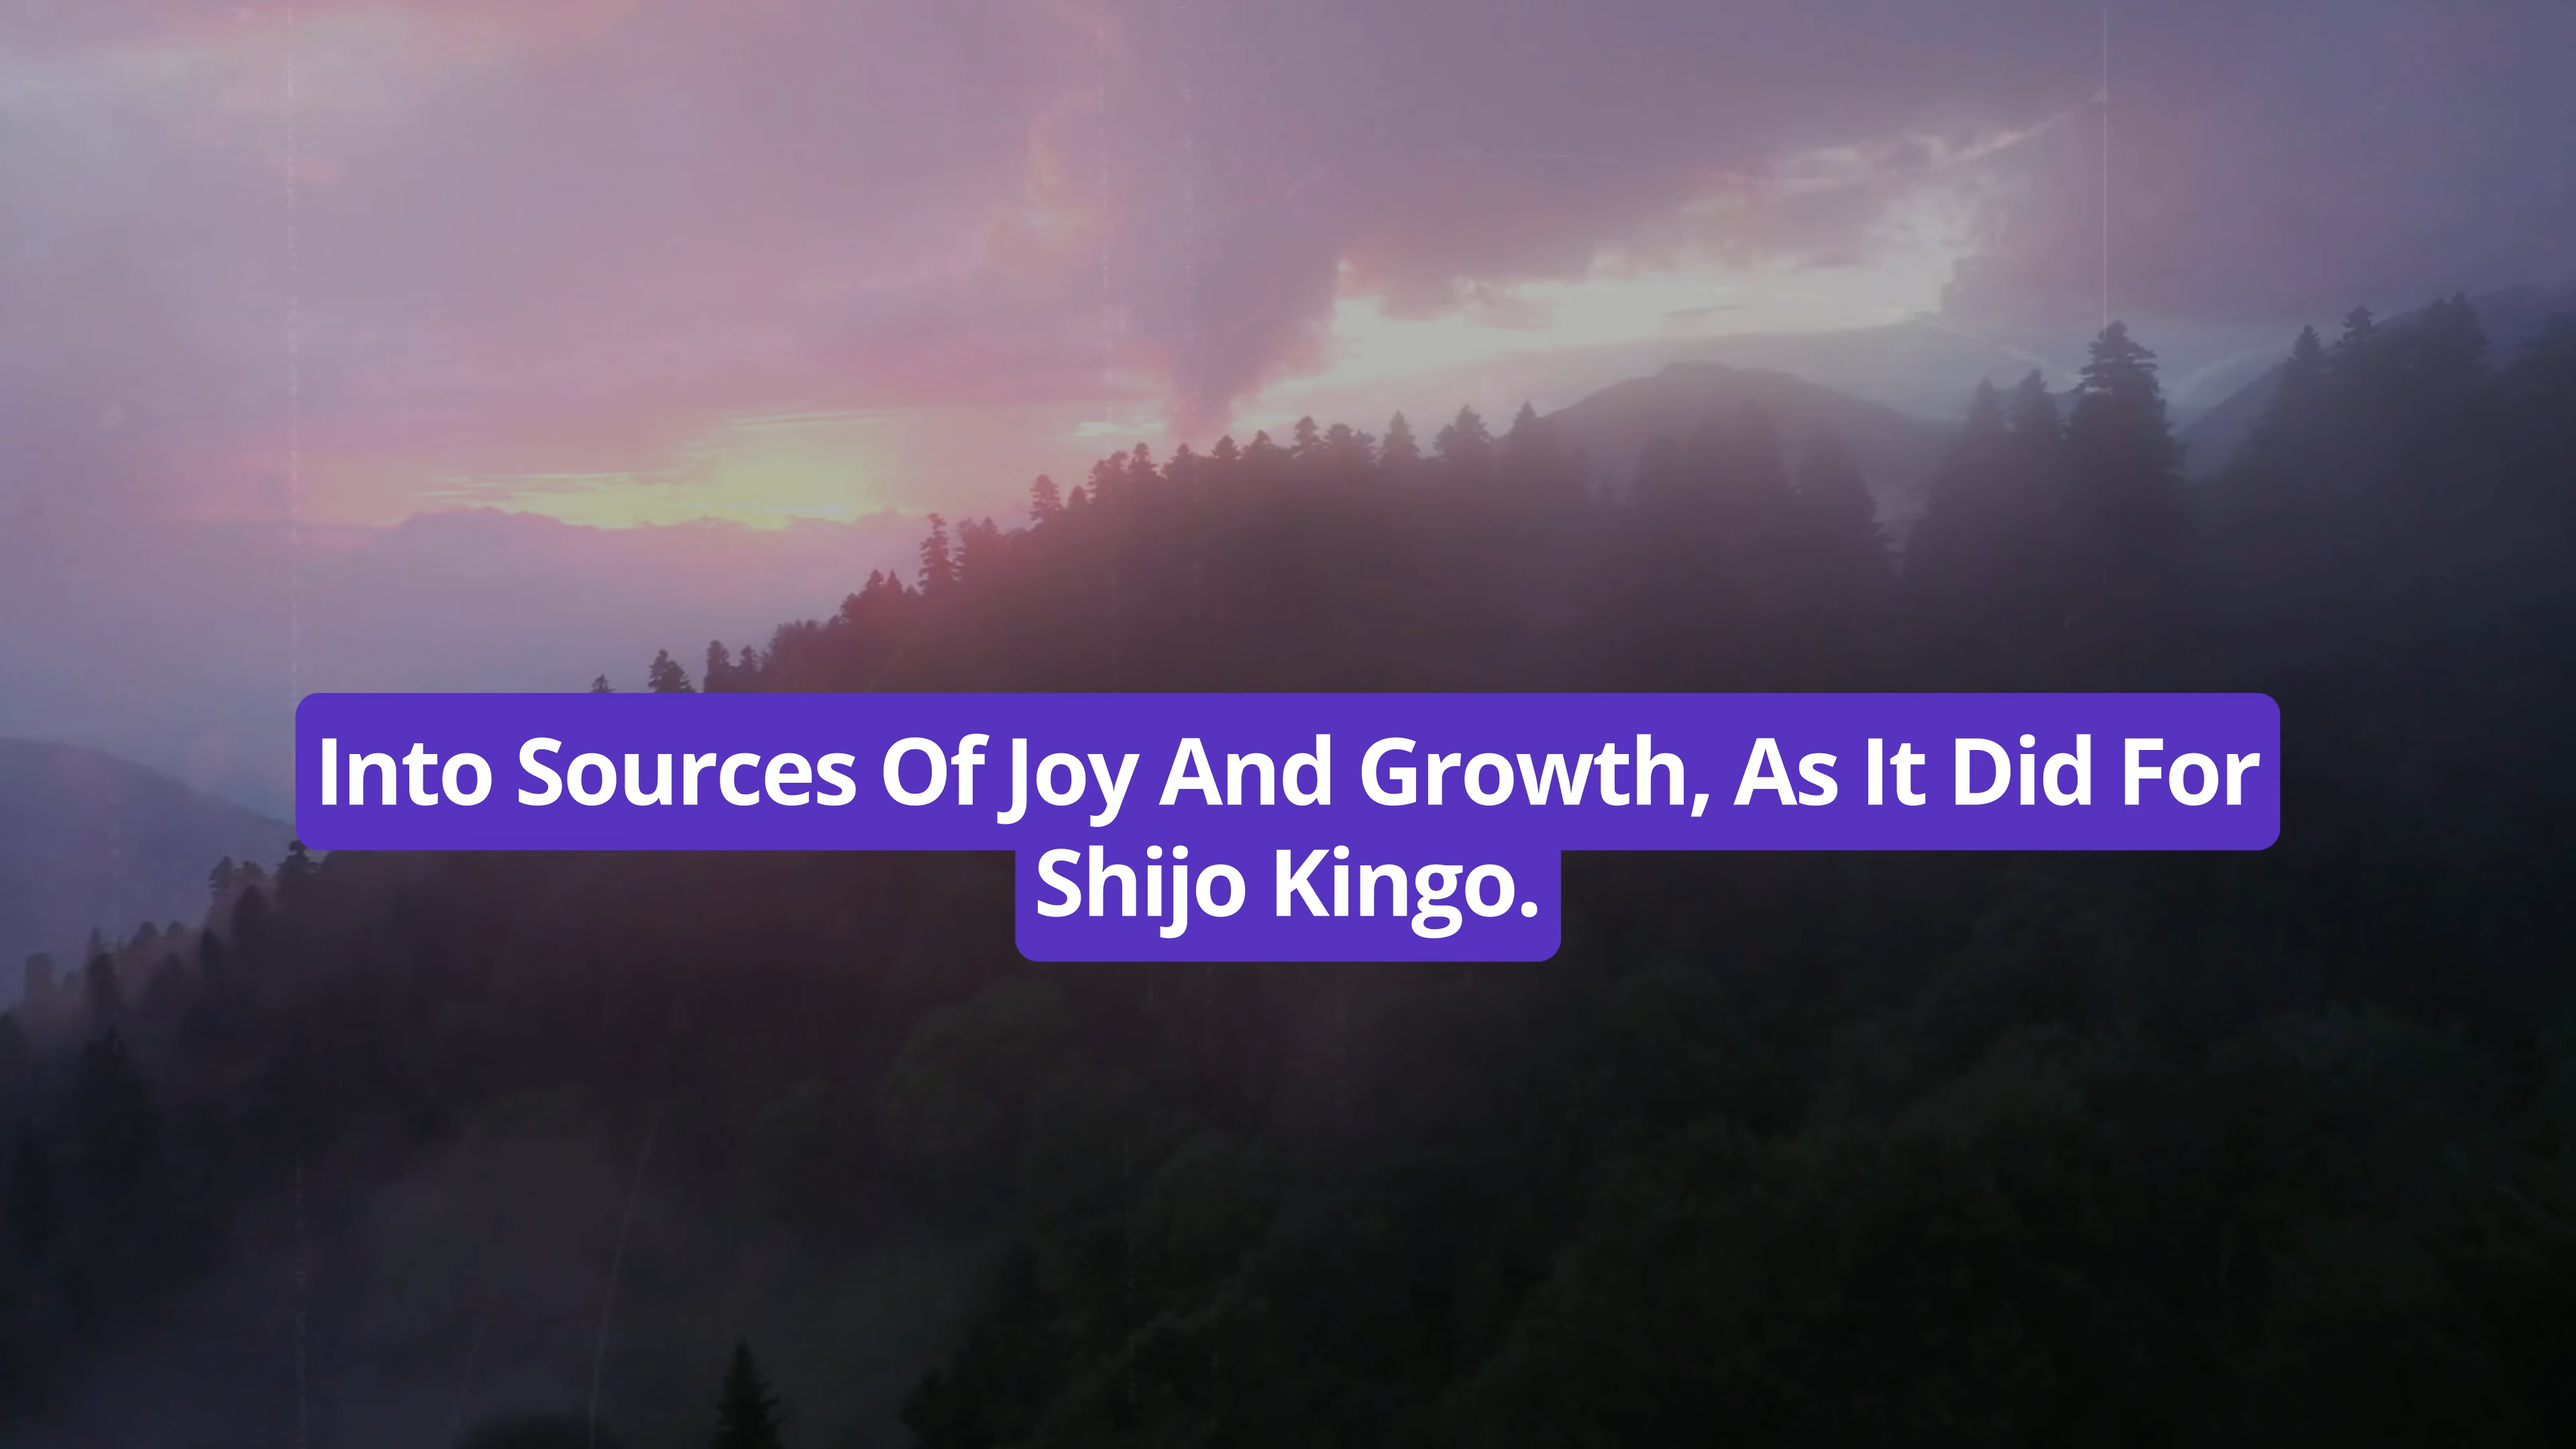 Into Sources Of Joy And Growth, As It Did For
Shijo Kingo.